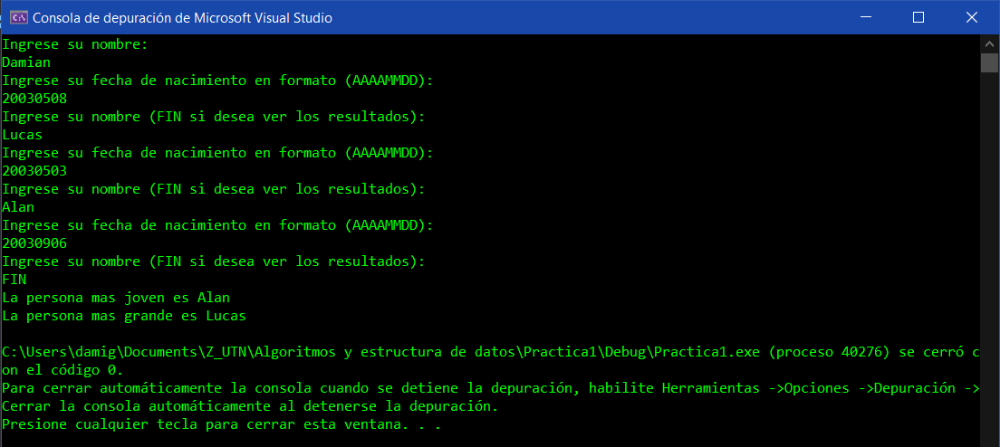 Consola de depuración de Microsoft Visual Studio
Ingrese su nombre:
Damian
Ingrese su fecha de nacimiento en formato (AAAAMMDD):
20030508
Ingrese su nombre (FIN si desea ver los resultados):
Lucas
Ingrese su fecha de nacimiento en formato (AAAAMMDD):
20030503
Ingrese su nombre (FIN si desea ver los resultados):
Alan
Ingrese su fecha de nacimiento en formato (AAAAMMDD):
20030906
Ingrese su nombre (FIN si desea ver los resultados):
FIN
La persona mas joven es Alan
La persona mas grande es Lucas
C:\Users\damig\Documents\Z_UTN\Algoritmos y estructura de datos\Practica1\Debug\Practica1.exe (proceso 40276) se cerró c
on el código 0.
Para cerrar automáticamente la consola cuando se detiene la depuración, habilite Herramientas ->Opciones ->Depuración ->
Cerrar la consola automáticamente al detenerse la depuración.
Presione cualquier tecla para cerrar esta ventana. . .